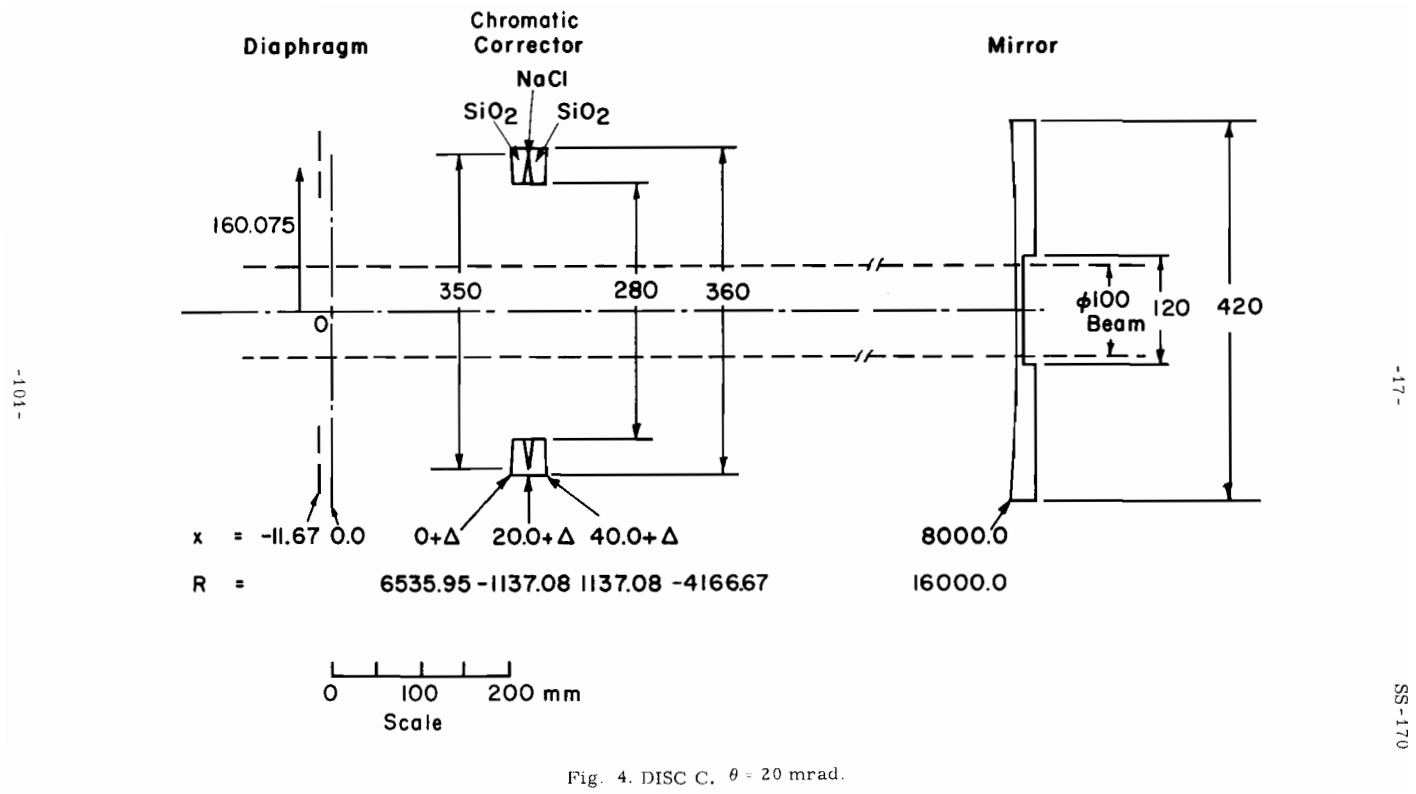 Chromatic
Diaphragm Corrector Mirror
NaCl
SiO2 SiO2
160.075
350 280 360 φ100 120 420
Beam
0
x = -11.67 0.0 0+Δ 20.0+Δ 40.0+Δ 8000.0
R = 6535.95 -1137.08 1137.08 -4166.67 16000.0
0 100 200 mm
Scale
Fig. 4. DISC C. θ = 20 mrad.
-101-
-17-
SS-170